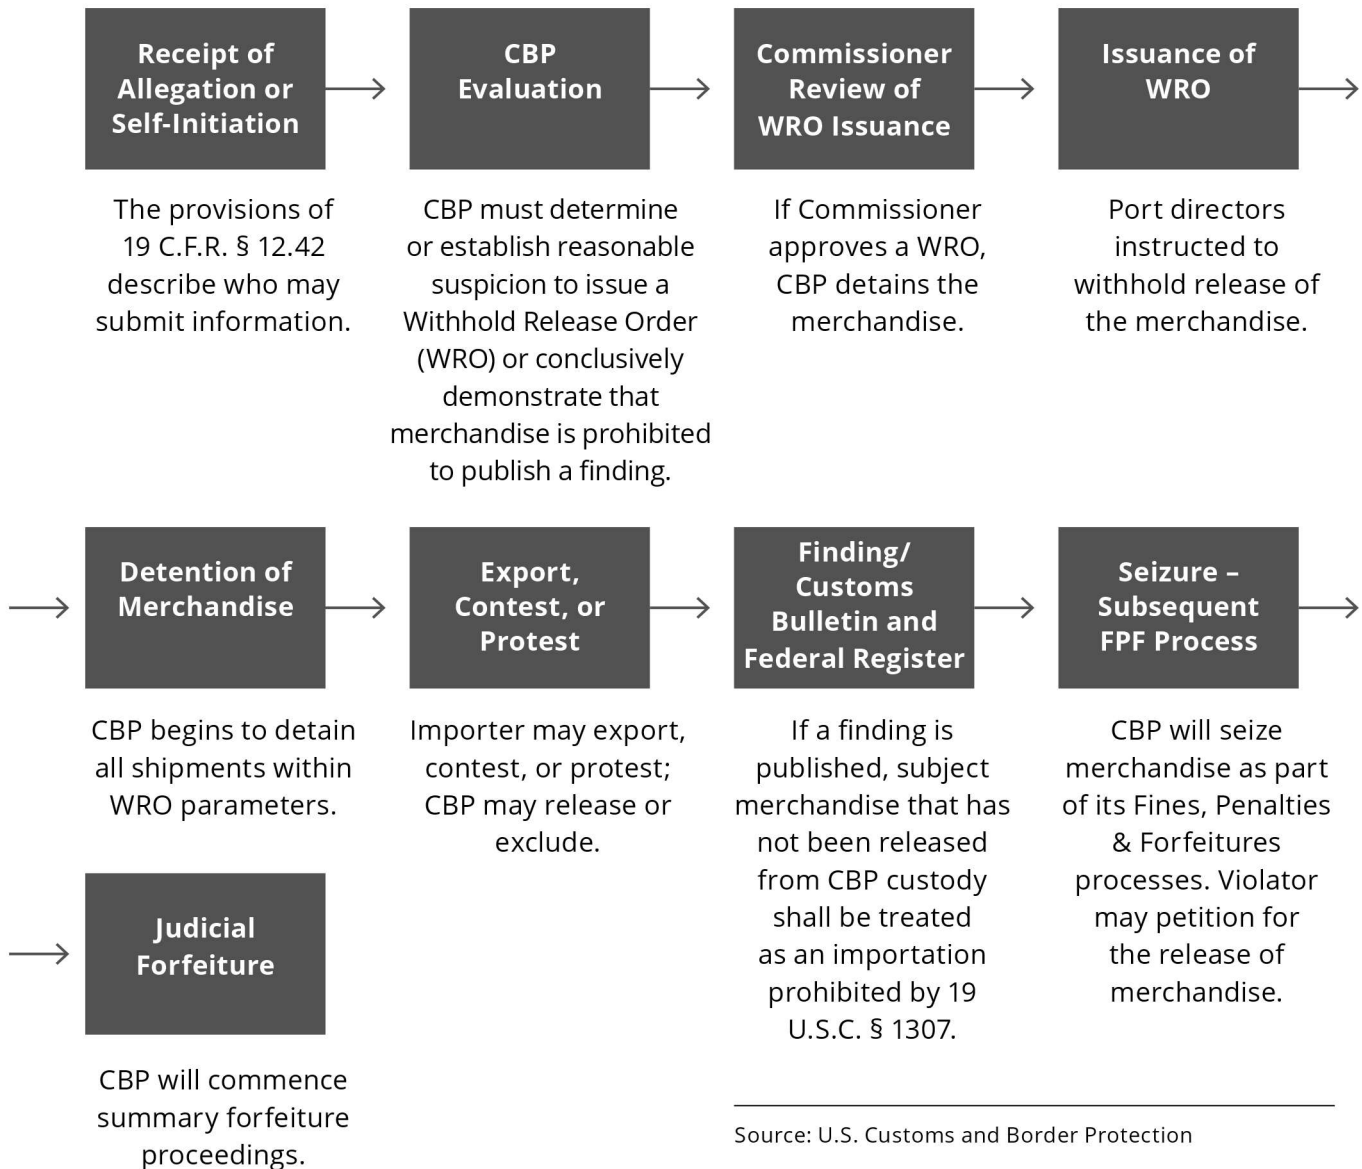 Receipt of
Allegation or
Self-Initiation
The provisions of
19 C.F.R. § 12.42
describe who may
submit information.
CBP
Evaluation
CBP must determine
or establish reasonable
suspicion to issue a
Withhold Release Order
(WRO) or conclusively
demonstrate that
merchandise is prohibited
to publish a finding.
Commissioner
Review of
WRO Issuance
If Commissioner
approves a WRO,
CBP detains the
merchandise.
Issuance of
WRO
Port directors
instructed to
withhold release of
the merchandise.
Detention of
Merchandise
CBP begins to detain
all shipments within
WRO parameters.
Export,
Contest, or
Protest
Importer may export,
contest, or protest;
CBP may release or
exclude.
Finding/
Customs
Bulletin and
Federal Register
If a finding is
published, subject
merchandise that has
not been released
from CBP custody
shall be treated
as an importation
prohibited by 19
U.S.C. § 1307.
Seizure –
Subsequent
FPF Process
CBP will seize
merchandise as part
of its Fines, Penalties
& Forfeitures
processes. Violator
may petition for
the release of
merchandise.
Judicial
Forfeiture
CBP will commence
summary forfeiture
proceedings.
Source: U.S. Customs and Border Protection